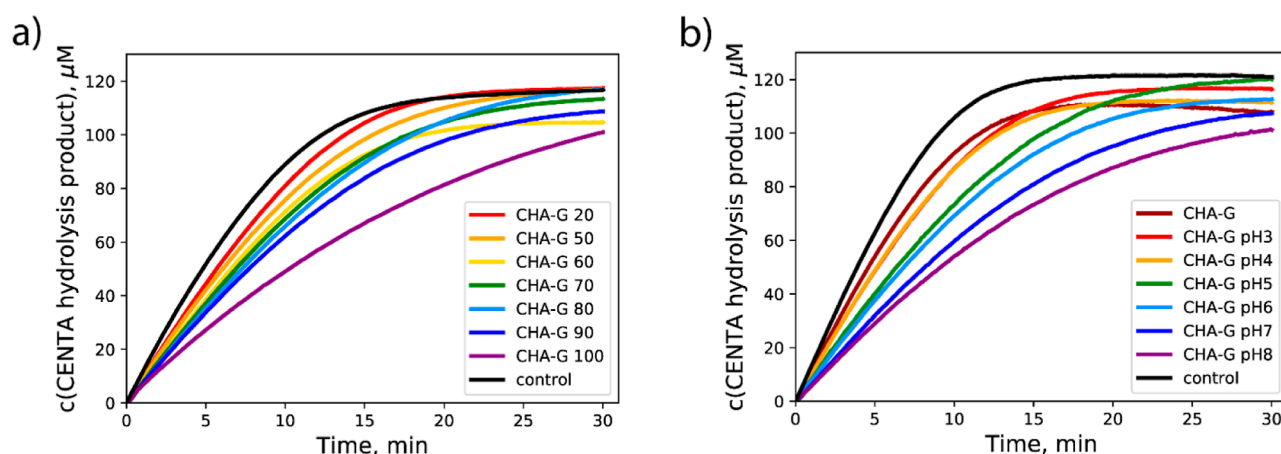 a)
c(CENTA hydrolysis product), μM
120
100
80
60
40
20
0
0 5 10 15 20 25 30
Time, min
CHA-G 20
CHA-G 50
CHA-G 60
CHA-G 70
CHA-G 80
CHA-G 90
CHA-G 100
control
b)
c(CENTA hydrolysis product), μM
120
100
80
60
40
20
0
0 5 10 15 20 25 30
Time, min
CHA-G
CHA-G pH3
CHA-G pH4
CHA-G pH5
CHA-G pH6
CHA-G pH7
CHA-G pH8
control